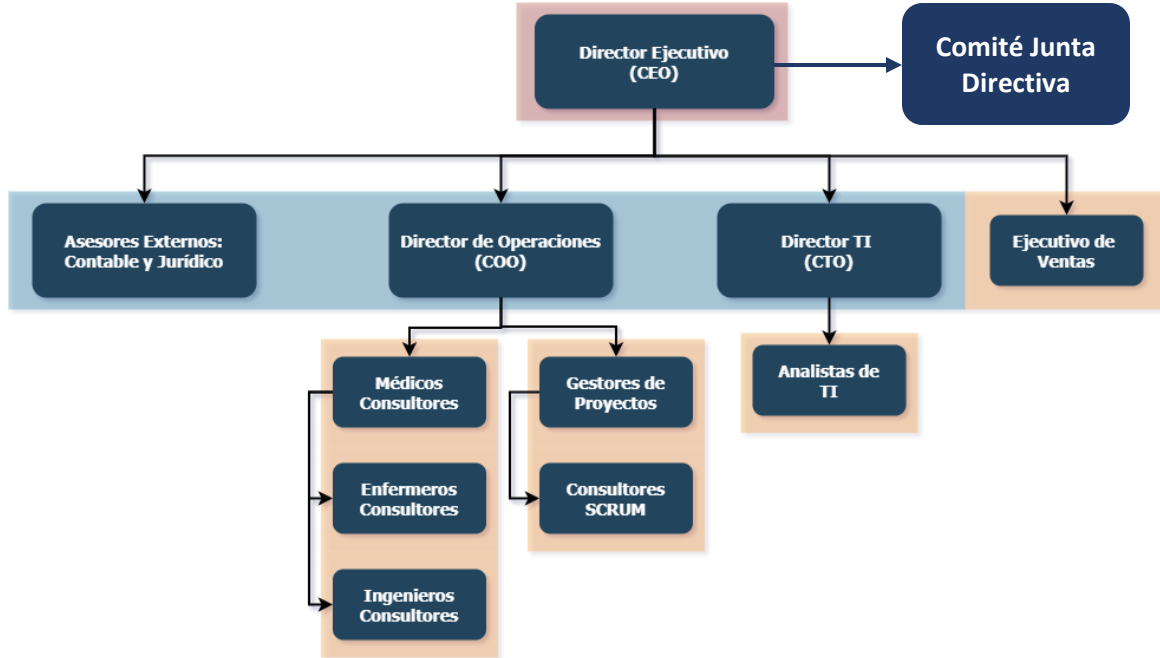 Director Ejecutivo
(CEO)
Comité Junta
Directiva
Asesores Externos:
Contable y Jurídico
Director de Operaciones
(COO)
Director TI
(CTO)
Ejecutivo de
Ventas
Médicos
Consultores
Gestores de
Proyectos
Analistas de
TI
Enfermeros
Consultores
Consultores
SCRUM
Ingenieros
Consultores